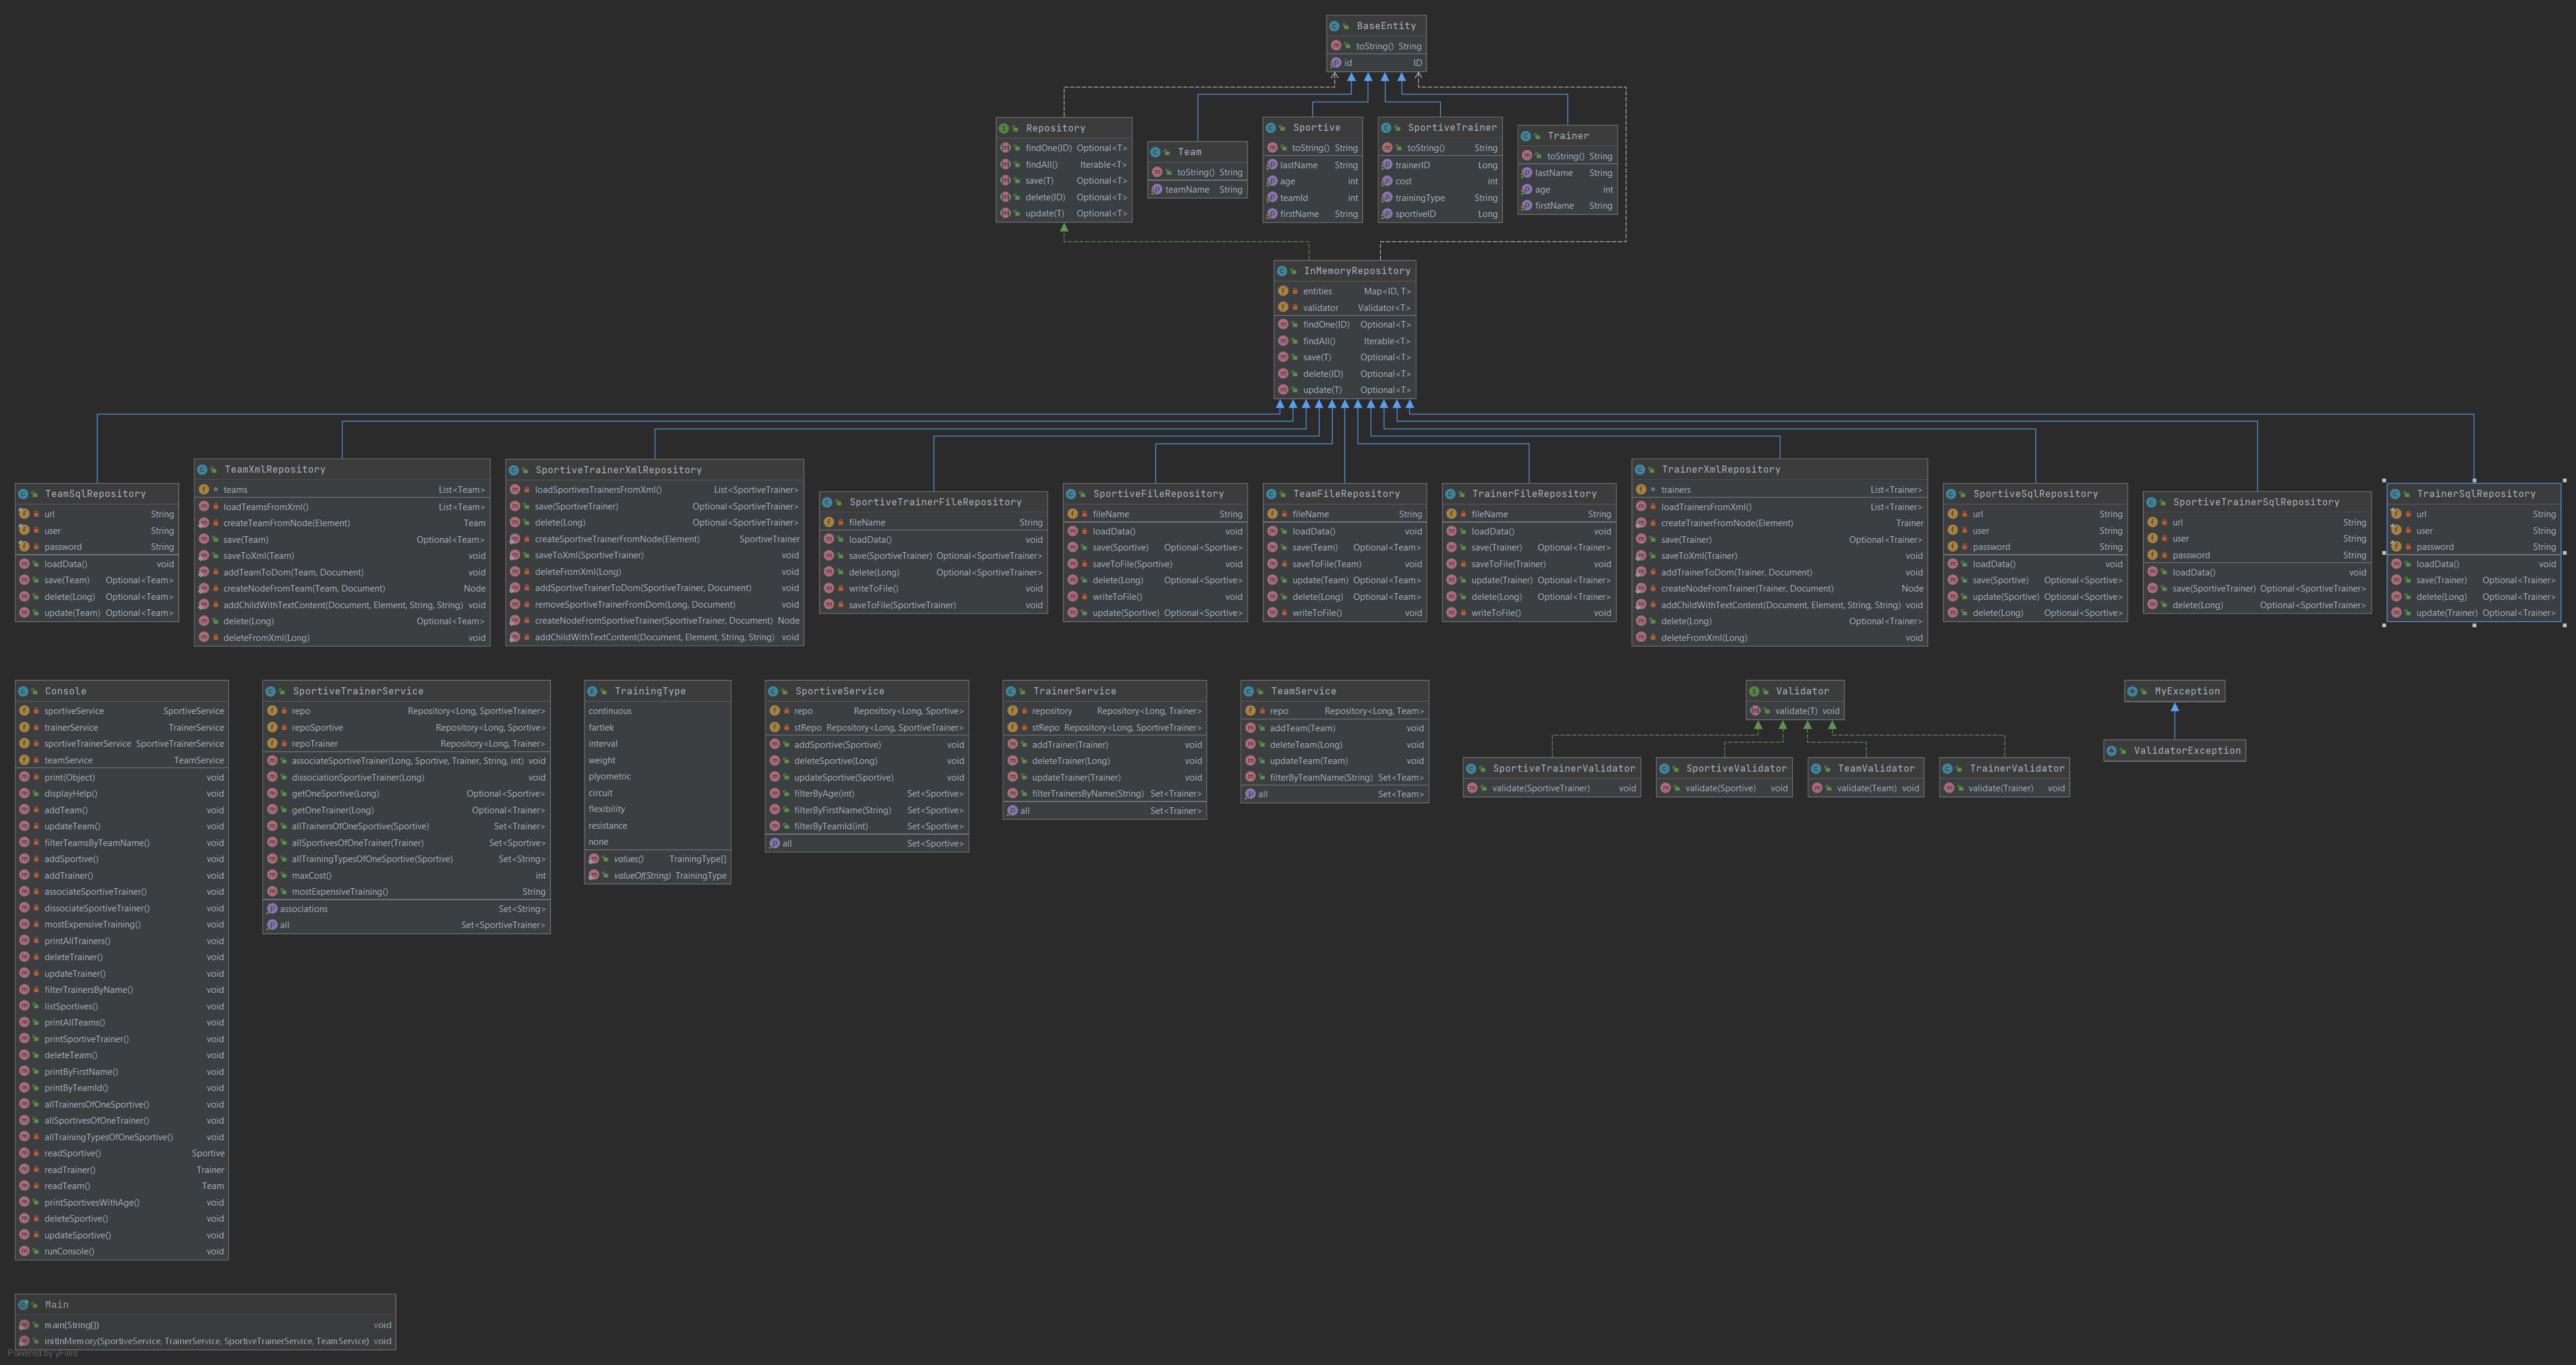 BaseEntity
toString() String
id ID
Repository
findOne(ID) Optional<T>
findAll() Iterable<T>
save(T) Optional<T>
delete(ID) Optional<T>
update(T) Optional<T>
Team
toString() String
teamName String
Sportive
toString() String
lastName String
age int
teamId int
firstName String
SportiveTrainer
toString() String
trainerID Long
cost int
trainingType String
sportiveID Long
Trainer
toString() String
lastName String
age int
firstName String
InMemoryRepository
entities Map<ID, T>
validator Validator<T>
findOne(ID) Optional<T>
findAll() Iterable<T>
save(T) Optional<T>
delete(ID) Optional<T>
update(T) Optional<T>
TeamSqlRepository
url String
user String
password String
loadData() void
save(Team) Optional<Team>
delete(Long) Optional<Team>
update(Team) Optional<Team>
TeamXmlRepository
teams List<Team>
loadTeamsFromXml() List<Team>
createTeamFromNode(Element) Team
save(Team) Optional<Team>
saveToXml(Team) void
addTeamToDom(Team, Document) void
createNodeFromTeam(Team, Document) Node
addChildWithTextContent(Document, Element, String, String) void
delete(Long) Optional<Team>
deleteFromXml(Long) void
SportiveTrainerXmlRepository
loadSportivesTrainersFromXml() List<SportiveTrainer>
save(SportiveTrainer) Optional<SportiveTrainer>
delete(Long) Optional<SportiveTrainer>
createSportiveTrainerFromNode(Element) SportiveTrainer
saveToXml(SportiveTrainer) void
deleteFromXml(Long) void
addSportiveTrainerToDom(SportiveTrainer, Document) void
removeSportiveTrainerFromDom(Long, Document) void
createNodeFromSportiveTrainer(SportiveTrainer, Document) Node
addChildWithTextContent(Document, Element, String, String) void
SportiveTrainerFileRepository
fileName String
loadData() void
save(SportiveTrainer) Optional<SportiveTrainer>
delete(Long) Optional<SportiveTrainer>
writeToFile() void
saveToFile(SportiveTrainer) void
SportiveFileRepository
fileName String
loadData() void
save(Sportive) Optional<Sportive>
saveToFile(Sportive) void
delete(Long) Optional<Sportive>
writeToFile() void
update(Sportive) Optional<Sportive>
TeamFileRepository
fileName String
loadData() void
save(Team) Optional<Team>
saveToFile(Team) void
update(Team) Optional<Team>
delete(Long) Optional<Team>
writeToFile() void
TrainerFileRepository
fileName String
loadData() void
save(Trainer) Optional<Trainer>
saveToFile(Trainer) void
update(Trainer) Optional<Trainer>
delete(Long) Optional<Trainer>
writeToFile() void
TrainerXmlRepository
trainers List<Trainer>
loadTrainersFromXml() List<Trainer>
createTrainerFromNode(Element) Trainer
save(Trainer) Optional<Trainer>
saveToXml(Trainer) void
addTrainerToDom(Trainer, Document) void
createNodeFromTrainer(Trainer, Document) Node
addChildWithTextContent(Document, Element, String, String) void
delete(Long) Optional<Trainer>
deleteFromXml(Long) void
SportiveSqlRepository
url String
user String
password String
loadData() void
save(Sportive) Optional<Sportive>
update(Sportive) Optional<Sportive>
delete(Long) Optional<Sportive>
SportiveTrainerSqlRepository
url String
user String
password String
loadData() void
save(SportiveTrainer) Optional<SportiveTrainer>
delete(Long) Optional<SportiveTrainer>
TrainerSqlRepository
url String
user String
password String
loadData() void
save(Trainer) Optional<Trainer>
delete(Long) Optional<Trainer>
update(Trainer) Optional<Trainer>
Console
sportiveService SportiveService
trainerService TrainerService
sportiveTrainerService SportiveTrainerService
teamService TeamService
print(Object) void
displayHelp() void
addTeam() void
updateTeam() void
filterTeamsByTeamName() void
addSportive() void
addTrainer() void
associateSportiveTrainer() void
dissociateSportiveTrainer() void
mostExpensiveTraining() void
printAllTrainers() void
deleteTrainer() void
updateTrainer() void
filterTrainersByName() void
listSportives() void
printAllTeams() void
printSportiveTrainer() void
deleteTeam() void
printByFirstName() void
printByTeamId() void
allTrainersOfOneSportive() void
allSportivesOfOneTrainer() void
allTrainingTypesOfOneSportive() void
readSportive() Sportive
readTrainer() Trainer
readTeam() Team
printSportivesWithAge() void
deleteSportive() void
updateSportive() void
runConsole() void
SportiveTrainerService
repo Repository<Long, SportiveTrainer>
repoSportive Repository<Long, Sportive>
repoTrainer Repository<Long, Trainer>
associateSportiveTrainer(Long, Sportive, Trainer, String, int) void
dissociationSportiveTrainer(Long) void
getOneSportive(Long) Optional<Sportive>
getOneTrainer(Long) Optional<Trainer>
allTrainersOfOneSportive(Sportive) Set<Trainer>
allSportivesOfOneTrainer(Trainer) Set<Sportive>
allTrainingTypesOfOneSportive(Sportive) Set<String>
maxCost() int
mostExpensiveTraining() String
associations Set<String>
all Set<SportiveTrainer>
TrainingType
continuous
fartlek
interval
weight
plyometric
circuit
flexibility
resistance
none
values() TrainingType[]
valueOf(String) TrainingType
SportiveService
repo Repository<Long, Sportive>
stRepo Repository<Long, SportiveTrainer>
addSportive(Sportive) void
deleteSportive(Long) void
updateSportive(Sportive) void
filterByAge(int) Set<Sportive>
filterByFirstName(String) Set<Sportive>
filterByTeamId(int) Set<Sportive>
all Set<Sportive>
TrainerService
repository Repository<Long, Trainer>
stRepo Repository<Long, SportiveTrainer>
addTrainer(Trainer) void
deleteTrainer(Long) void
updateTrainer(Trainer) void
filterTrainersByName(String) Set<Trainer>
all Set<Trainer>
TeamService
repo Repository<Long, Team>
addTeam(Team) void
deleteTeam(Long) void
updateTeam(Team) void
filterByTeamName(String) Set<Team>
all Set<Team>
Validator
validate(T) void
SportiveTrainerValidator
validate(SportiveTrainer) void
SportiveValidator
validate(Sportive) void
TeamValidator
validate(Team) void
TrainerValidator
validate(Trainer) void
MyException
ValidatorException
Main
main(String[]) void
initInMemory(SportiveService, TrainerService, SportiveTrainerService, TeamService) void
Powered by yFiles